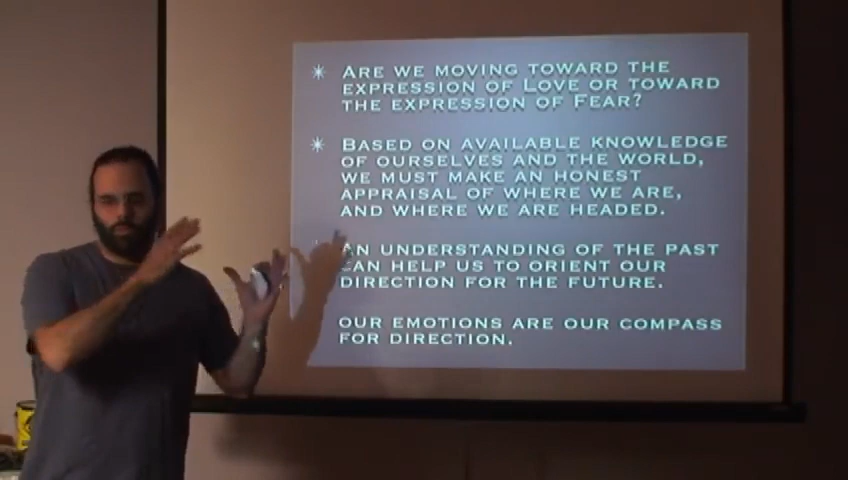 ARE WE MOVING TOWARD THE
EXPRESSION OF LOVE OR TOWARD
THE EXPRESSION OF FEAR?
BASED ON AVAILABLE KNOWLEDGE
OF OURSELVES AND THE WORLD,
WE MUST MAKE AN HONEST
APPRAISAL OF WHERE WE ARE,
AND WHERE WE ARE HEADED.
AN UNDERSTANDING OF THE PAST
CAN HELP US TO ORIENT OUR
DIRECTION FOR THE FUTURE.
OUR EMOTIONS ARE OUR COMPASS
FOR DIRECTION.